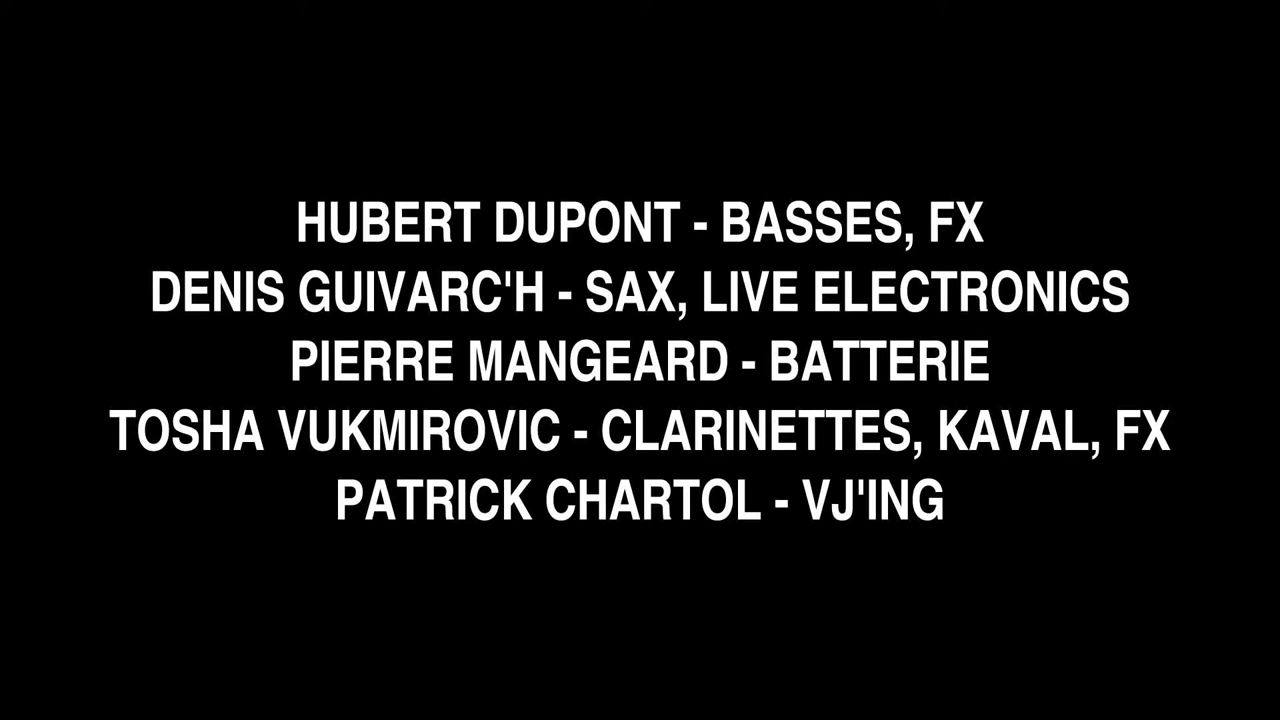 HUBERT DUPONT - BASSES, FX
DENIS GUIVARC'H - SAX, LIVE ELECTRONICS
PIERRE MANGEARD - BATTERIE
TOSHA VUKMIROVIC - CLARINETTES, KAVAL, FX
PATRICK CHARTOL - VJ'ING